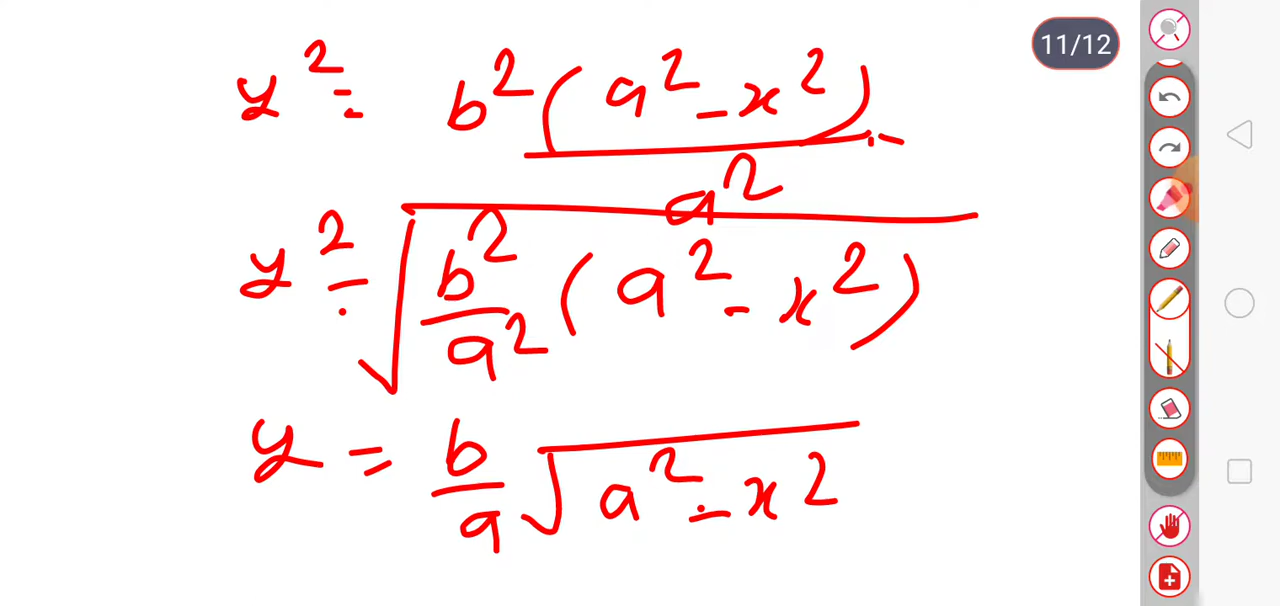 11/12
y² = b²(a² - x²) / a²
y² = √(b²/a² (a² - x²))
y = b/a √(a² - x²)